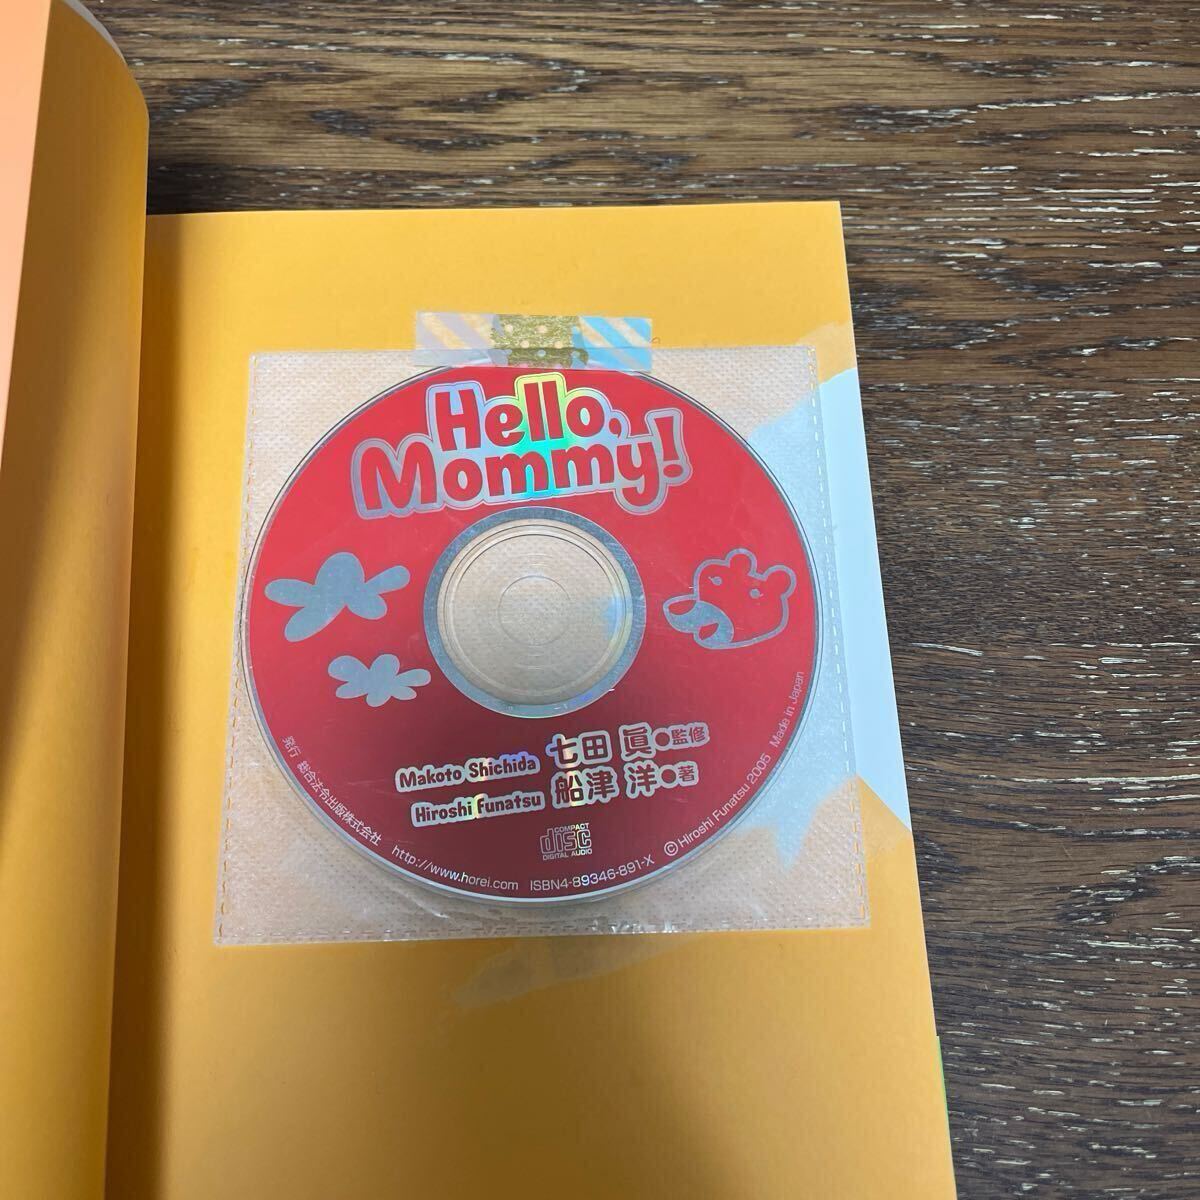 Hello,
Mommy!
Makoto Shichida 七田 眞●監修
Hiroshi Funatsu 船津 洋●著
COMPACT
disc
DIGITAL AUDIO
発行 総合法令出版株式会社 http://www.horei.com ISBN4-89346-891-X ©Hiroshi Funatsu 2005 Made in Japan